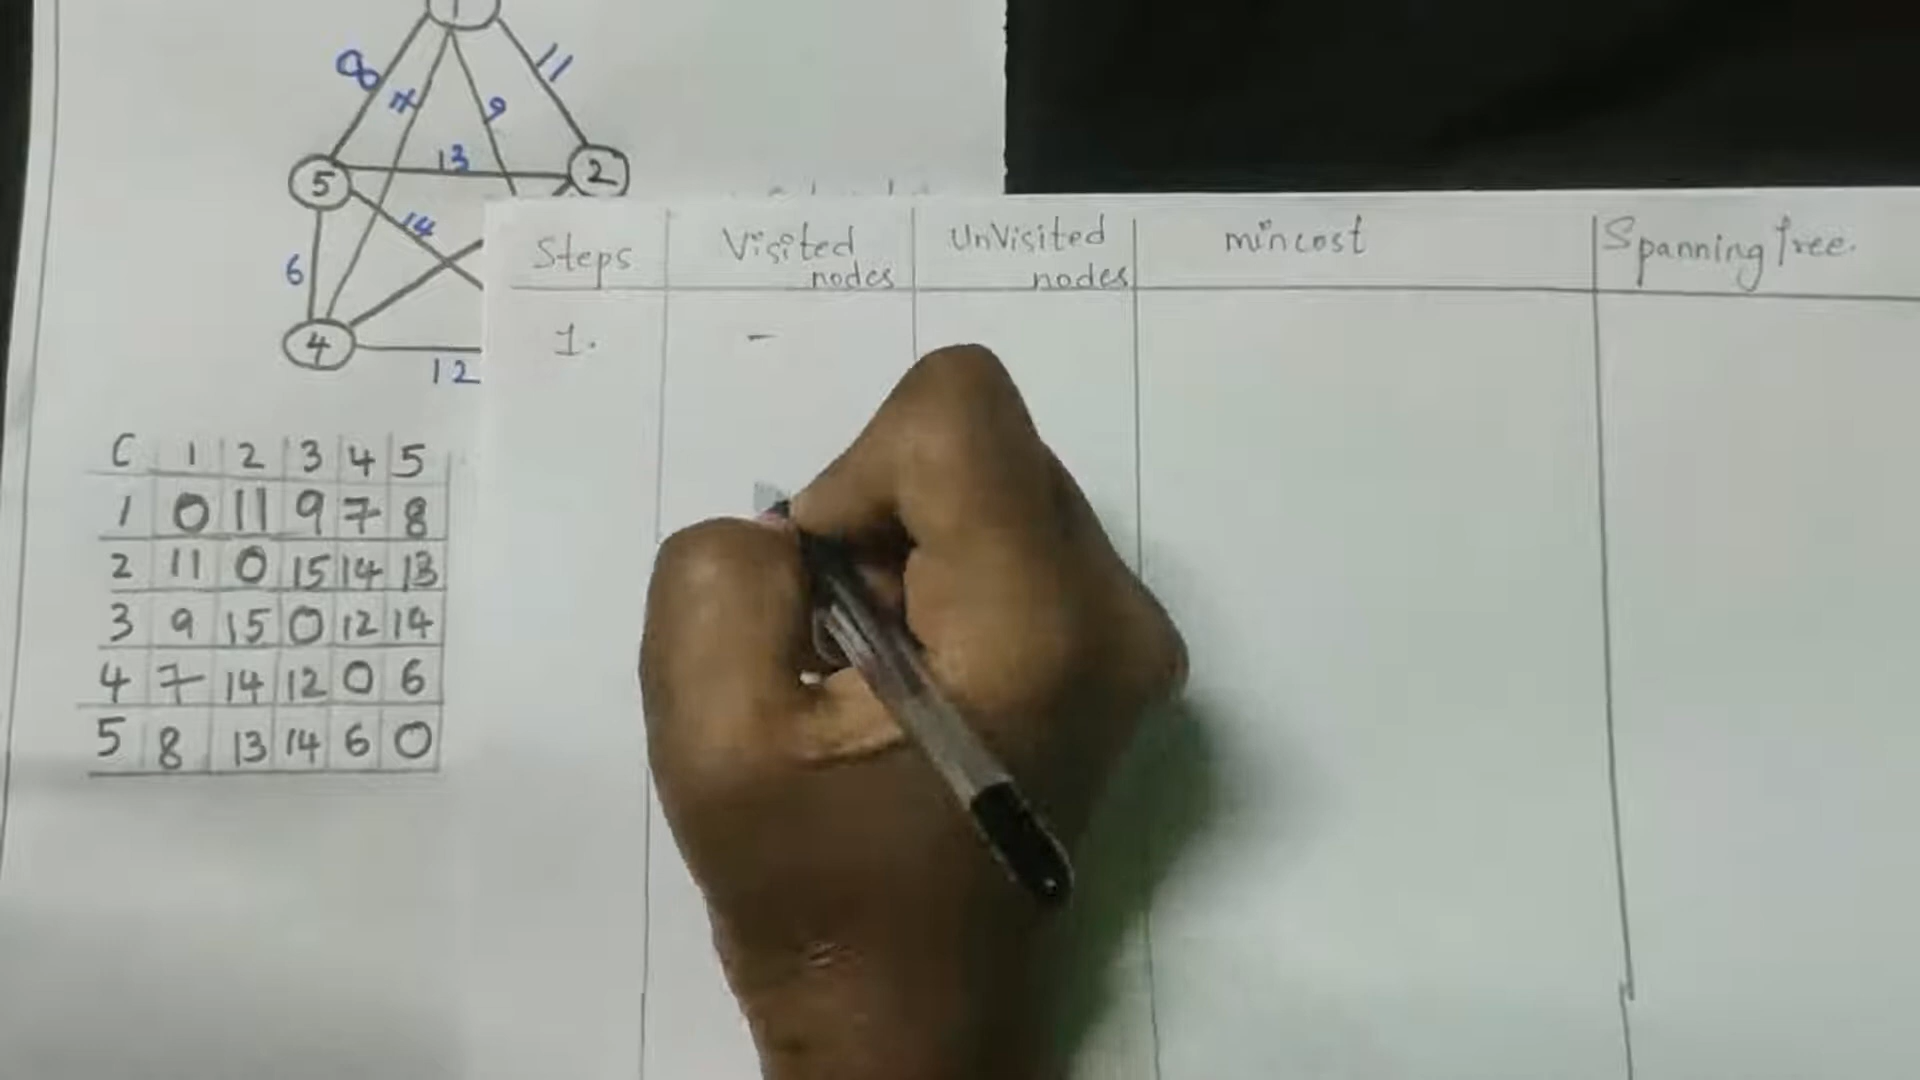 1
8
7
9
11
13
5
2
14
6
4
12
Steps
Visited
nodes
UnVisited
nodes
mincost
Spanning Tree.
1.
-
C 1 2 3 4 5
1 0 11 9 7 8
2 11 0 15 14 13
3 9 15 0 12 14
4 7 14 12 0 6
5 8 13 14 6 0